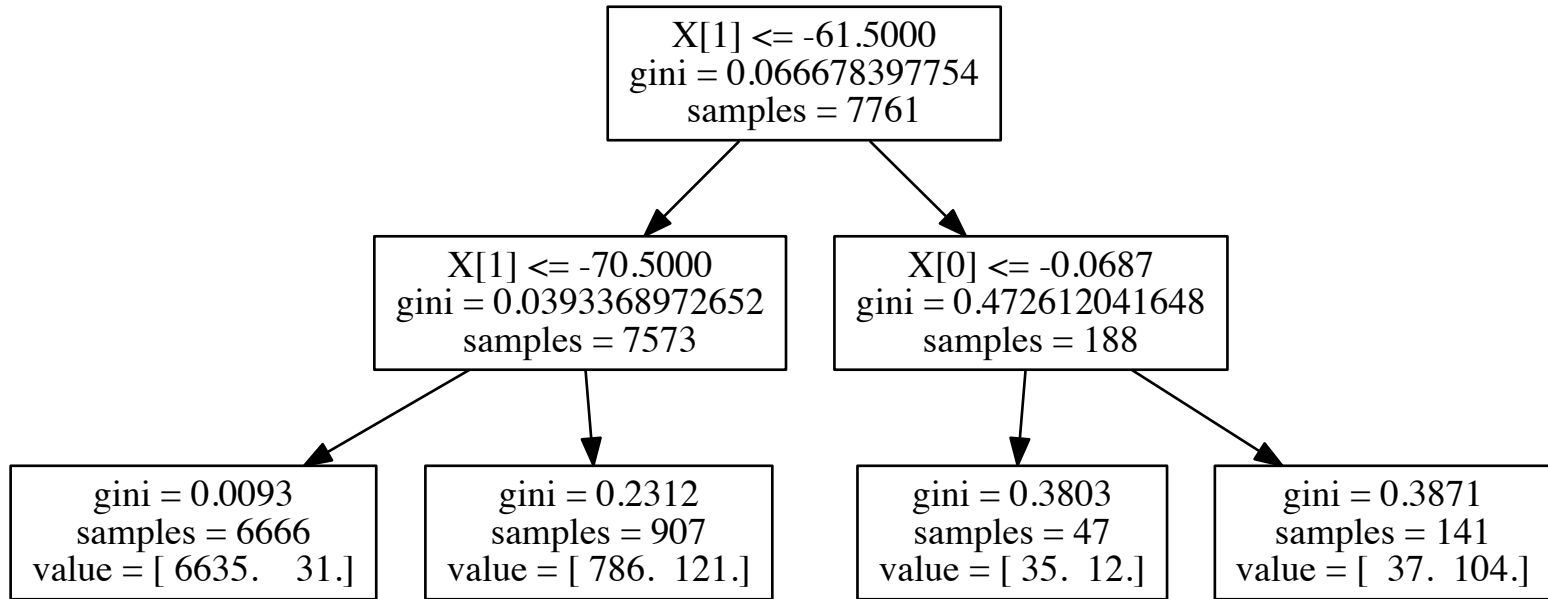 X[1] <= -61.5000
gini = 0.066678397754
samples = 7761
X[1] <= -70.5000
gini = 0.0393368972652
samples = 7573
X[0] <= -0.0687
gini = 0.472612041648
samples = 188
gini = 0.0093
samples = 6666
value = [ 6635.    31.]
gini = 0.2312
samples = 907
value = [ 786.  121.]
gini = 0.3803
samples = 47
value = [ 35.  12.]
gini = 0.3871
samples = 141
value = [  37.  104.]